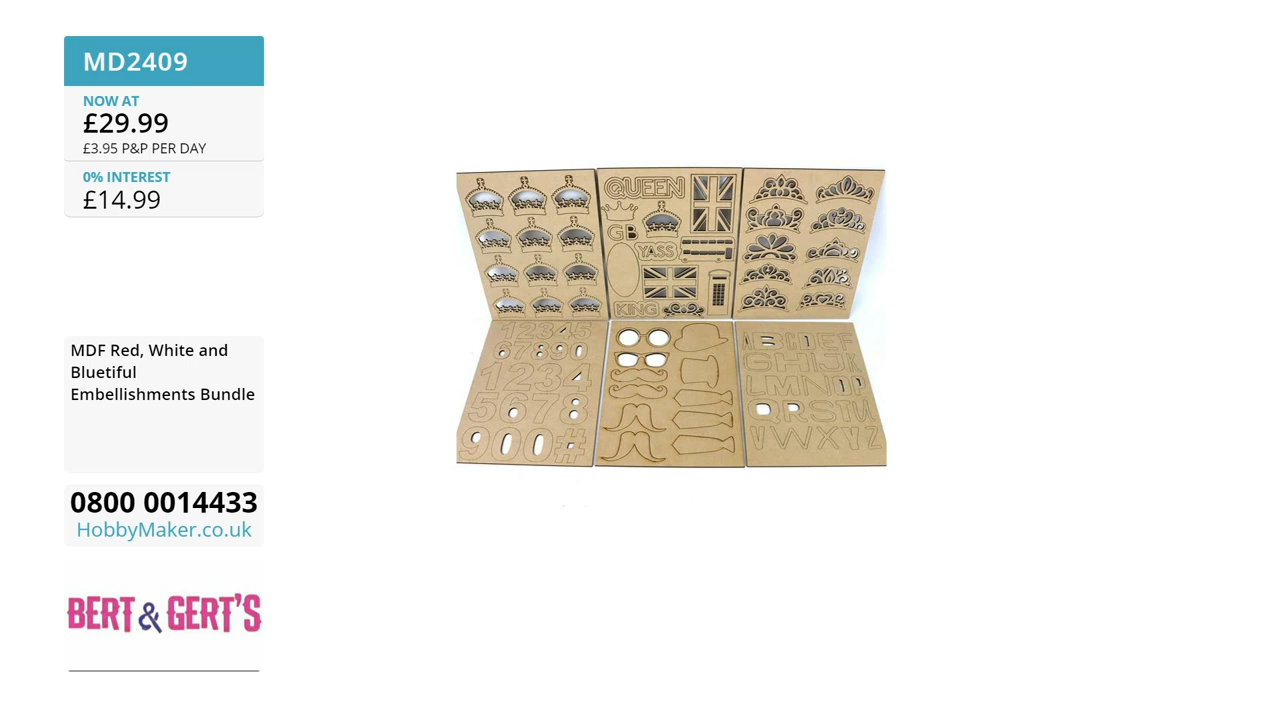 MD2409
NOW AT
£29.99
£3.95 P&P PER DAY
0% INTEREST
£14.99
MDF Red, White and
Bluetiful
Embellishments Bundle
0800 0014433
HobbyMaker.co.uk
BERT & GERT'S
QUEEN
GB
YASS
KING
12345
67890
1234
5678
900#
ABCDEF
GHIJK
LMNOP
QRSTU
VWXYZ